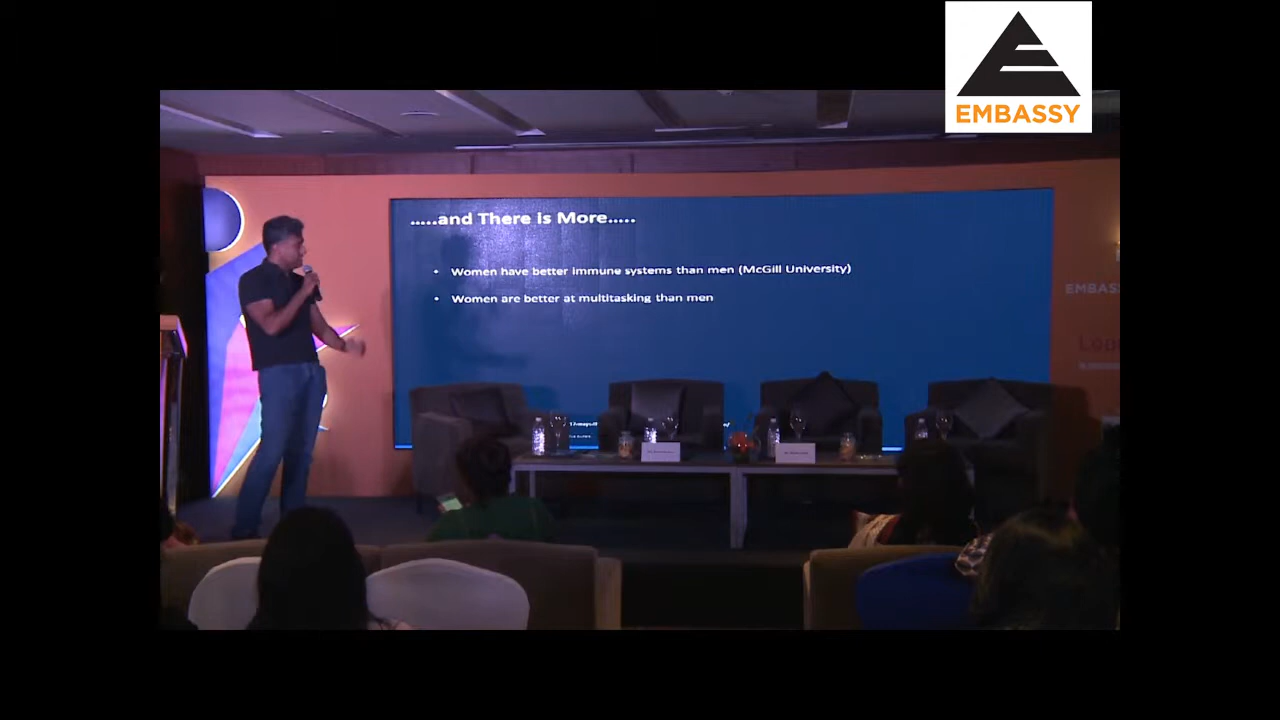 EMBASSY
.....and There is More.....
• Women have better immune systems than men (McGill University)
• Women are better at multitasking than men
EMBAS